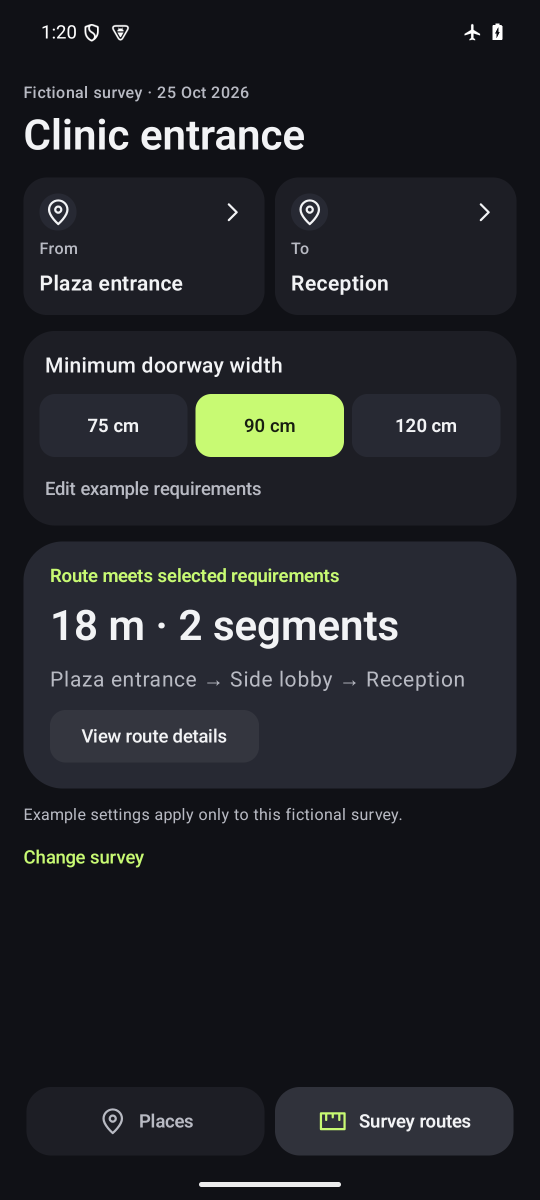 1:20
Fictional survey · 25 Oct 2026
Clinic entrance
From
Plaza entrance
To
Reception
Minimum doorway width
75 cm
90 cm
120 cm
Edit example requirements
Route meets selected requirements
18 m · 2 segments
Plaza entrance → Side lobby → Reception
View route details
Example settings apply only to this fictional survey.
Change survey
Places
Survey routes